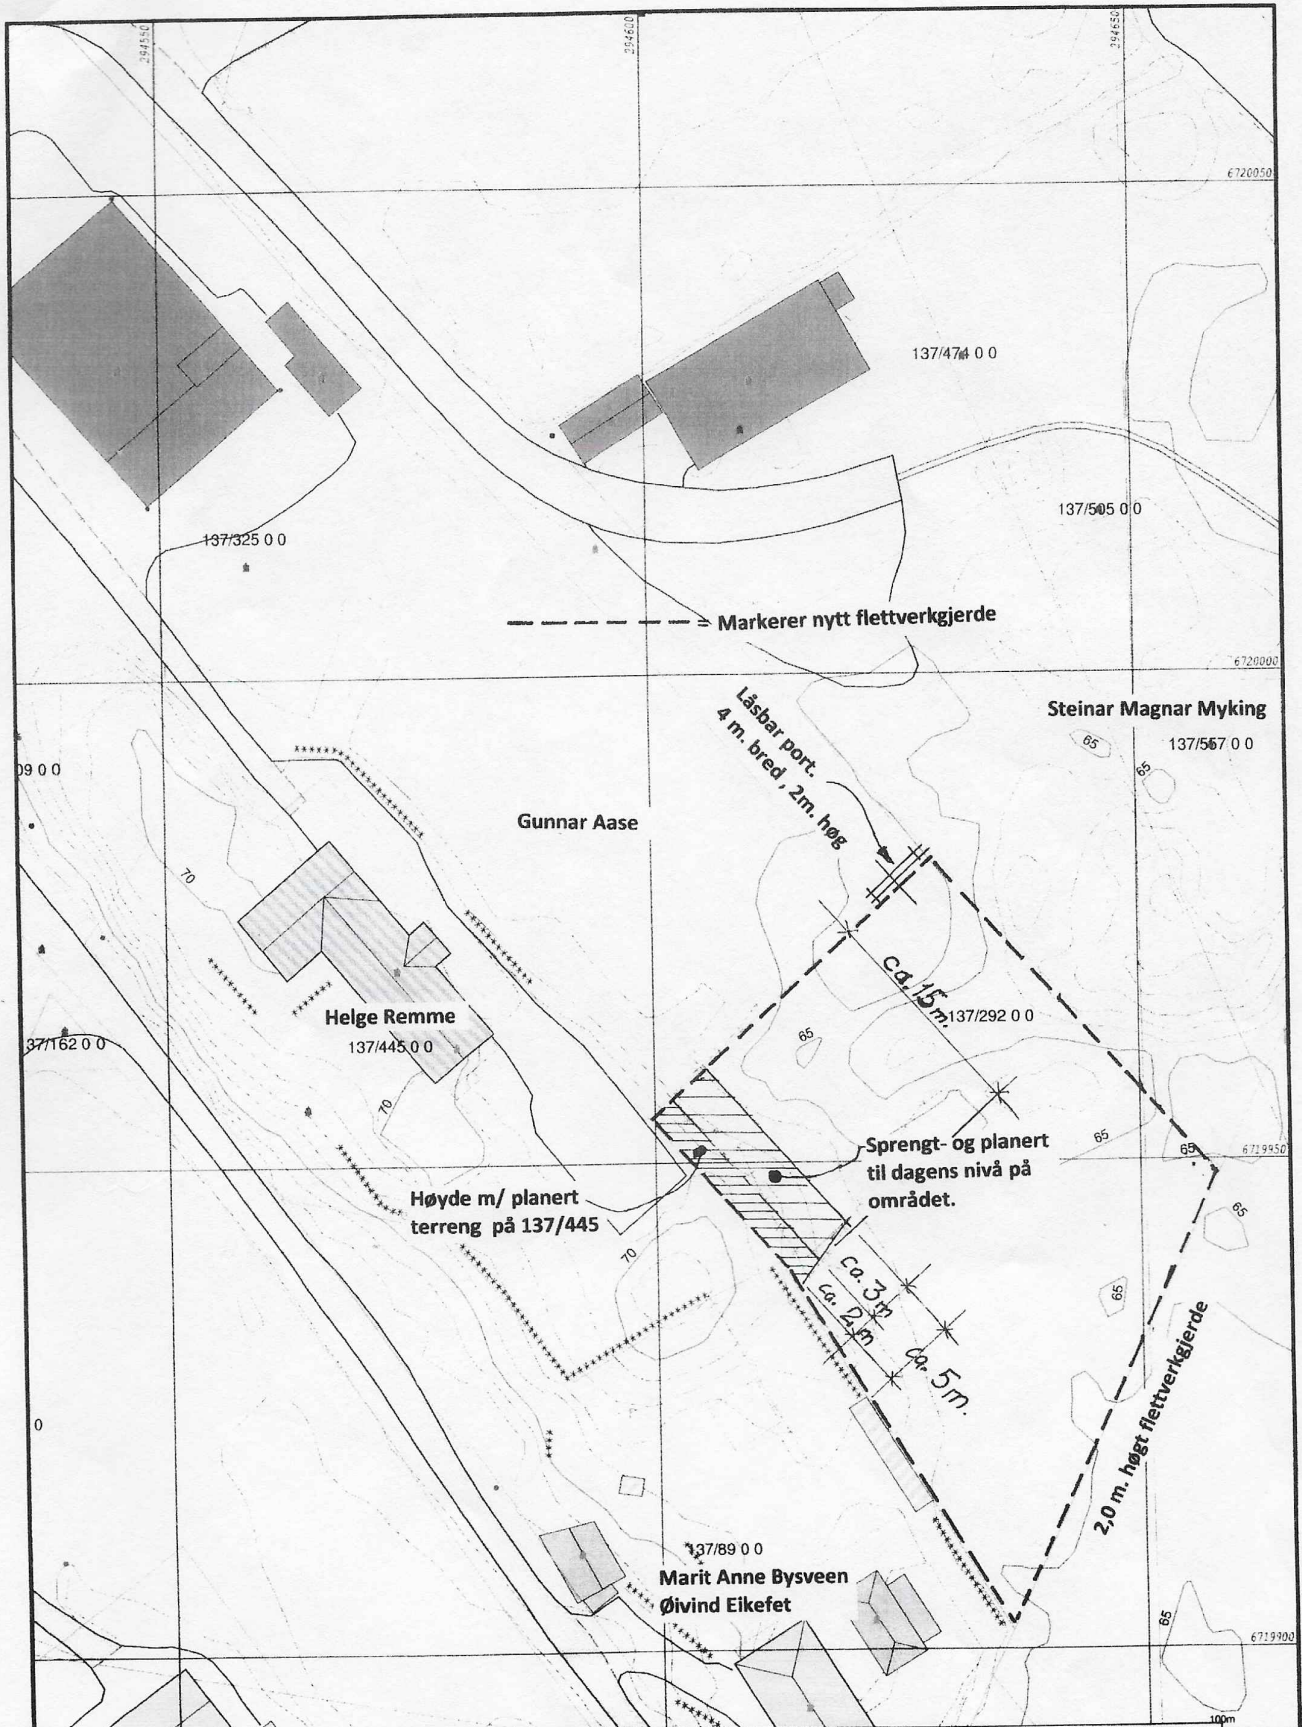 294550
294600
294650
6720050
137/474 0 0
137/505 0 0
137/325 0 0
= Markerer nytt flettverkgjerde
6720000
Låsbar port.
4 m. bred , 2m. høg
Steinar Magnar Myking
65
137/567 0 0
65
09 0 0
Gunnar Aase
70
ca. 15 m.
137/292 0 0
Helge Remme
137/445 0 0
37/162 0 0
65
70
65
65
6719950
Sprengt- og planert
til dagens nivå på
området.
Høyde m/ planert
terreng på 137/445
65
70
ca. 3 m
ca. 2 m
ca. 5 m.
65
2,0 m. høgt flettverkgjerde
0
137/89 0 0
Marit Anne Bysveen
Øivind Eikefet
65
6719900
100m